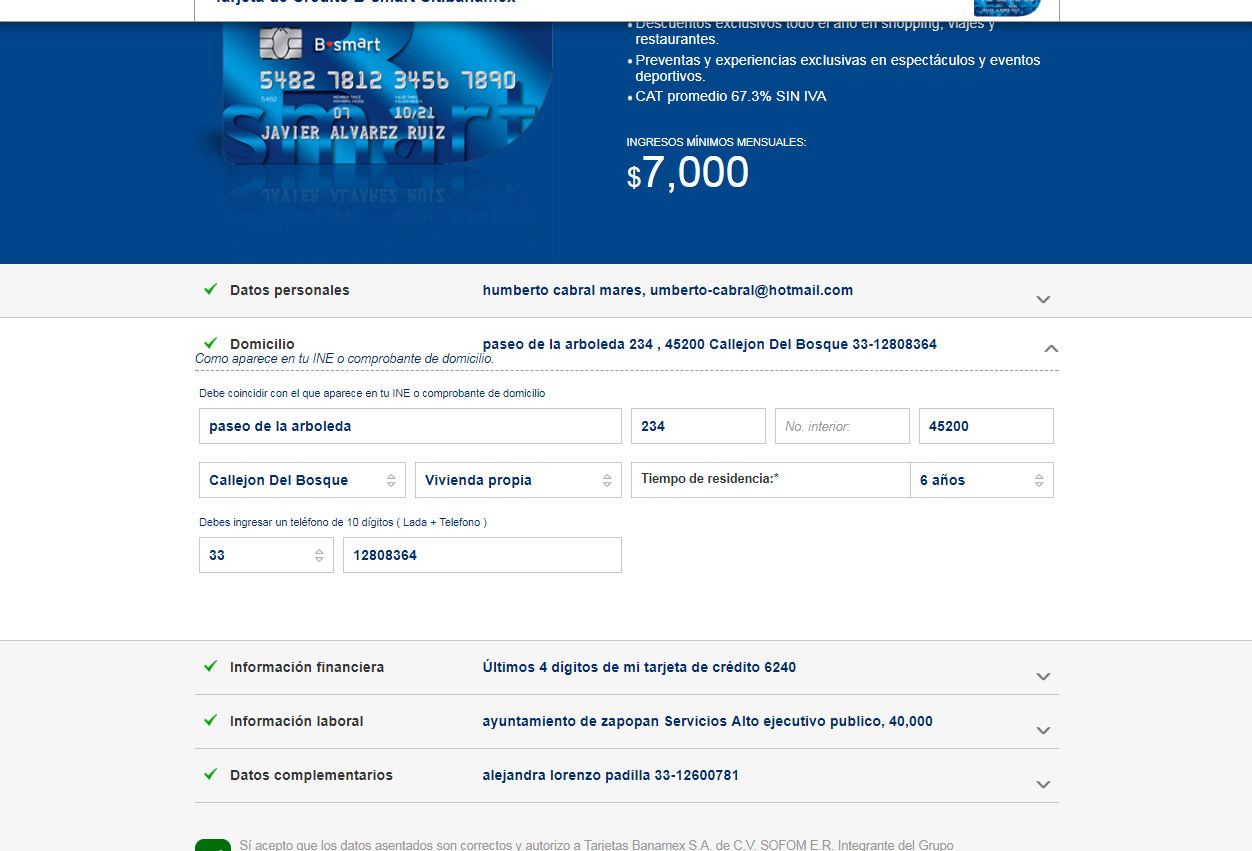 Tarjeta de Crédito B•smart Citibanamex
B•smart
5482 7812 3456 7890
5482
07 10/21
JAVIER ALVAREZ RUIZ
• Descuentos exclusivos todo el año en shopping, viajes y
restaurantes.
• Preventas y experiencias exclusivas en espectáculos y eventos
deportivos.
• CAT promedio 67.3% SIN IVA
INGRESOS MÍNIMOS MENSUALES:
$7,000
Datos personales humberto cabral mares, umberto-cabral@hotmail.com
Domicilio paseo de la arboleda 234 , 45200 Callejon Del Bosque 33-12808364
Como aparece en tu INE o comprobante de domicilio.
Debe coincidir con el que aparece en tu INE o comprobante de domicilio
paseo de la arboleda 234 No. interior: 45200
Callejon Del Bosque Vivienda propia Tiempo de residencia:* 6 años
Debes ingresar un teléfono de 10 dígitos ( Lada + Telefono )
33 12808364
Información financiera Últimos 4 dígitos de mi tarjeta de crédito 6240
Información laboral ayuntamiento de zapopan Servicios Alto ejecutivo publico, 40,000
Datos complementarios alejandra lorenzo padilla 33-12600781
Sí acepto que los datos asentados son correctos y autorizo a Tarjetas Banamex S.A. de C.V. SOFOM E.R. Integrante del Grupo